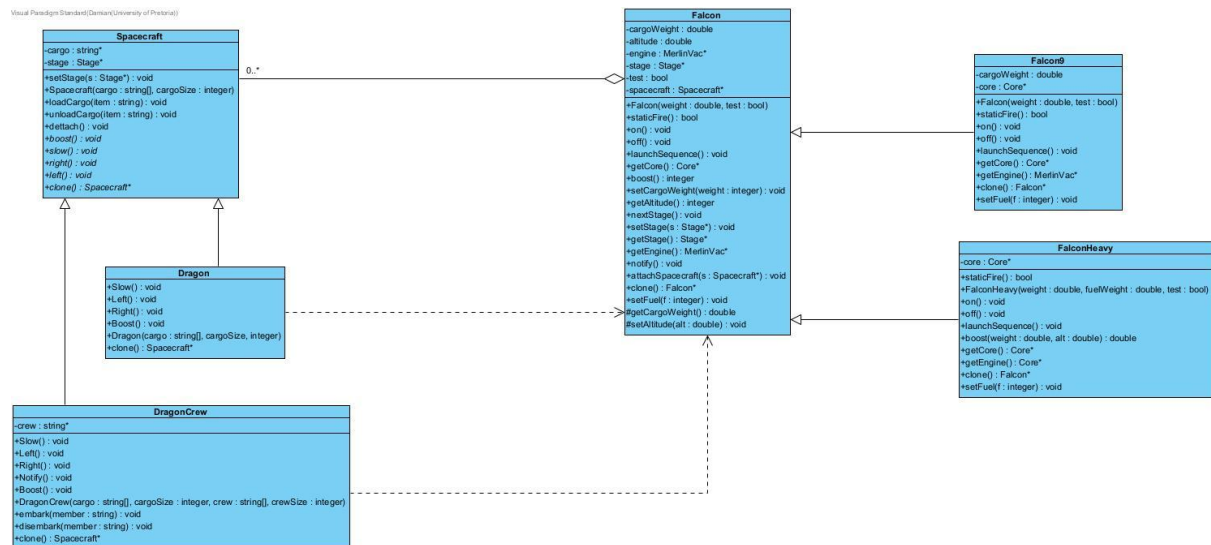 Visual Paradigm Standard(Damian(University of Pretoria))
Spacecraft
-cargo : string*
-stage : Stage*
+setStage(s : Stage*) : void
+Spacecraft(cargo : string[], cargoSize : integer)
+loadCargo(item : string) : void
+unloadCargo(item : string) : void
+dettach() : void
+boost() : void
+slow() : void
+right() : void
+left() : void
+clone() : Spacecraft*
0..*
Falcon
-cargoWeight : double
-altitude : double
-engine : MerlinVac*
-stage : Stage*
-test : bool
-spacecraft : Spacecraft*
+Falcon(weight : double, test : bool)
+staticFire() : bool
+on() : void
+off() : void
+launchSequence() : void
+getCore() : Core*
+boost() : integer
+setCargoWeight(weight : integer) : void
+getAltitude() : integer
+nextStage() : void
+setStage(s : Stage*) : void
+getStage() : Stage*
+getEngine() : MerlinVac*
+notify() : void
+attachSpacecraft(s : Spacecraft*) : void
+clone() : Falcon*
+setFuel(f : integer) : void
#getCargoWeight() : double
#setAltitude(alt : double) : void
Falcon9
-cargoWeight : double
-core : Core*
+Falcon(weight : double, test : bool)
+staticFire() : bool
+on() : void
+off() : void
+launchSequence() : void
+getCore() : Core*
+getEngine() : MerlinVac*
+clone() : Falcon*
+setFuel(f : integer) : void
FalconHeavy
-core : Core*
+staticFire() : bool
+FalconHeavy(weight : double, fuelWeight : double, test : bool)
+on() : void
+off() : void
+launchSequence() : void
+boost(weight : double, alt : double) : double
+getCore() : Core*
+getEngine() : Core*
+clone() : Falcon*
+setFuel(f : integer) : void
Dragon
+Slow() : void
+Left() : void
+Right() : void
+Boost() : void
+Dragon(cargo : string[], cargoSize, integer)
+clone() : Spacecraft*
DragonCrew
-crew : string*
+Slow() : void
+Left() : void
+Right() : void
+Notify() : void
+Boost() : void
+DragonCrew(cargo : string[], cargoSize : integer, crew : string[], crewSize : integer)
+embark(member : string) : void
+disembark(member : string) : void
+clone() : Spacecraft*